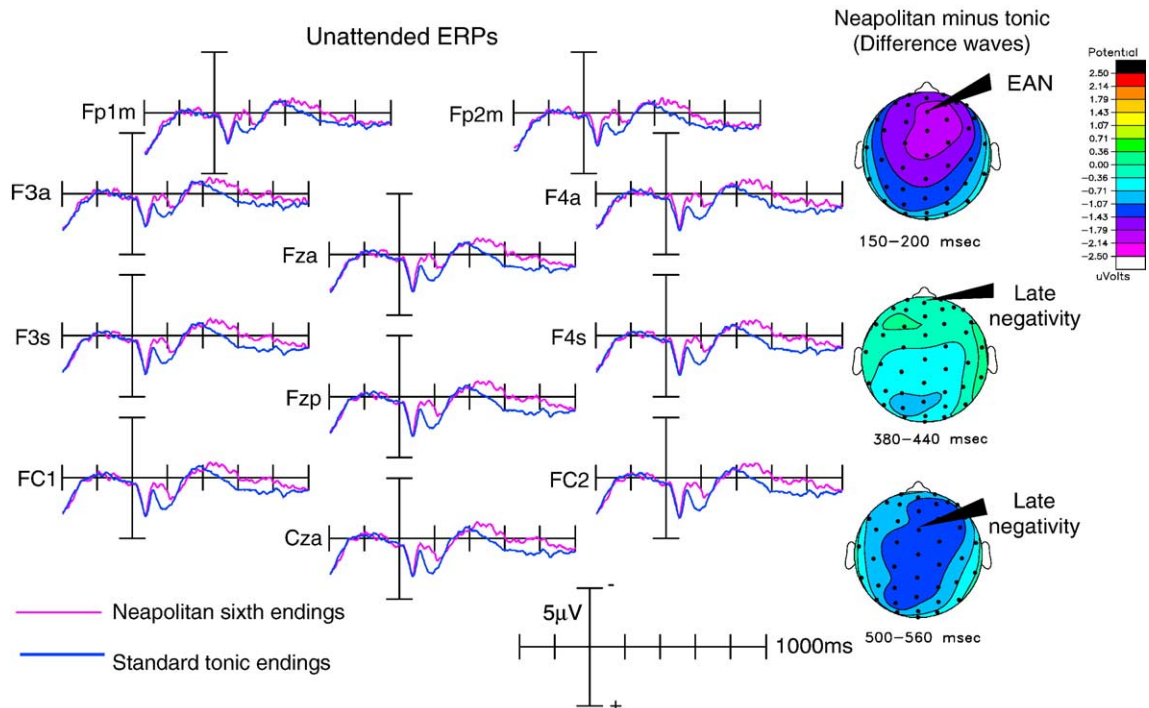 Unattended ERPs
Neapolitan minus tonic
(Difference waves)
Potential
2.50
2.14
1.79
1.43
1.07
0.71
0.36
0.00
−0.36
−0.71
−1.07
−1.43
−1.79
−2.14
−2.50
uVolts
EAN
150−200 msec
Fp1m
Fp2m
F3a
F4a
Fza
Late
negativity
380−440 msec
F3s
F4s
Fzp
FC1
FC2
Cza
Late
negativity
500−560 msec
Neapolitan sixth endings
Standard tonic endings
-
5µV
1000ms
+